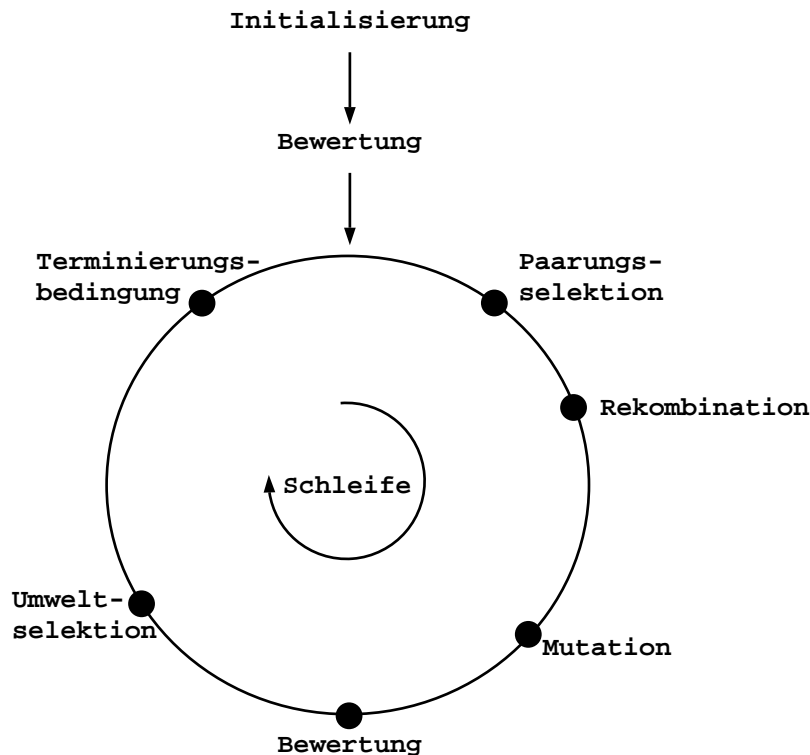 Initialisierung
Bewertung
Terminierungs-
bedingung
Paarungs-
selektion
Rekombination
Schleife
Umwelt-
selektion
Mutation
Bewertung